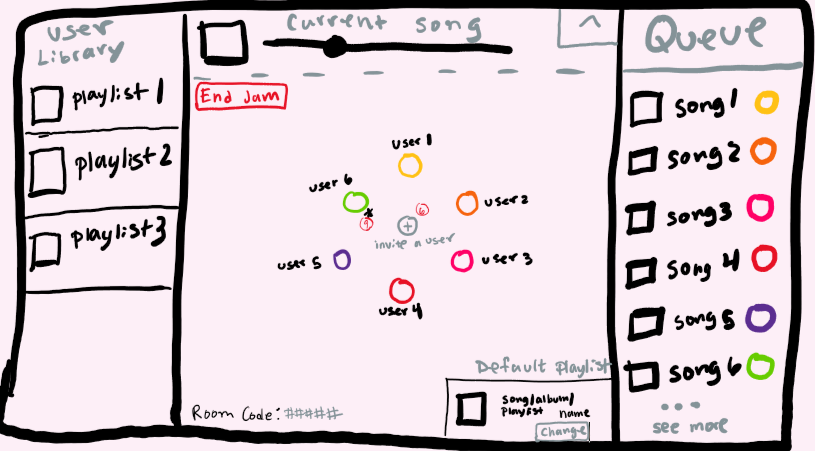 user
Library
playlist 1
playlist 2
playlist 3
Current song
^
End Jam
user 1
user 6
user 2
+
invite a user
user 5
user 3
user 4
Room Code: #####
Default Playlist
song/album/
playlist name
Change
Queue
song 1
song 2
song 3
song 4
song 5
song 6
...
see more